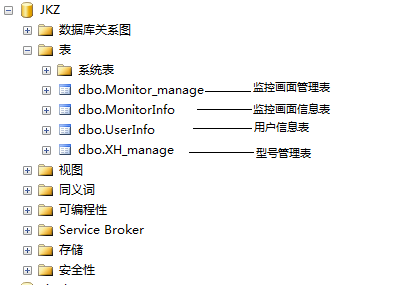 JKZ
数据库关系图
表
系统表
dbo.Monitor_manage 监控画面管理表
dbo.MonitorInfo 监控画面信息表
dbo.UserInfo 用户信息表
dbo.XH_manage 型号管理表
视图
同义词
可编程性
Service Broker
存储
安全性